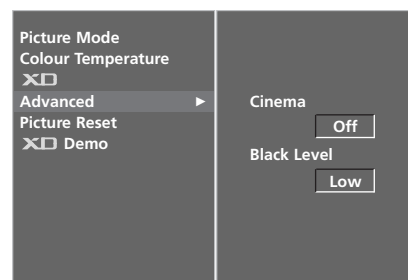 Picture Mode
Colour Temperature
XD
Advanced ►
Picture Reset
XD Demo
Cinema
Off
Black Level
Low